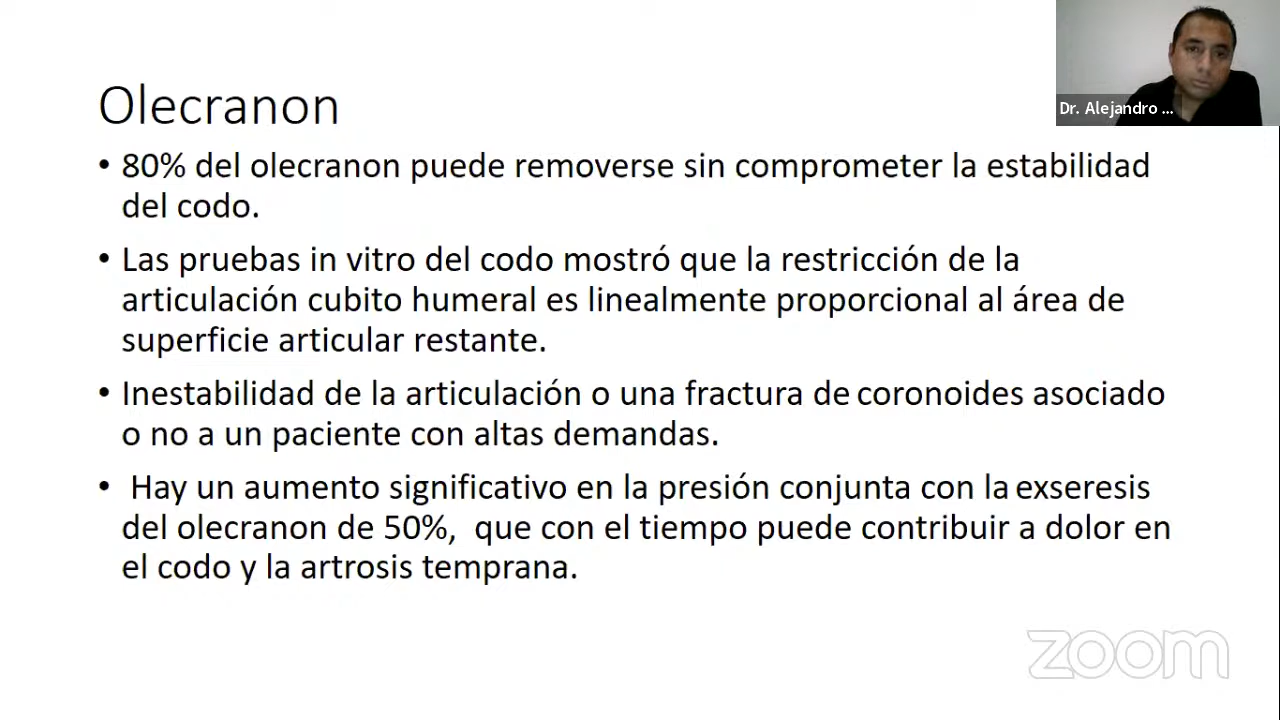 Olecranon
• 80% del olecranon puede removerse sin comprometer la estabilidad
del codo.
• Las pruebas in vitro del codo mostró que la restricción de la
articulación cubito humeral es linealmente proporcional al área de
superficie articular restante.
• Inestabilidad de la articulación o una fractura de coronoides asociado
o no a un paciente con altas demandas.
• Hay un aumento significativo en la presión conjunta con la exseresis
del olecranon de 50%, que con el tiempo puede contribuir a dolor en
el codo y la artrosis temprana.
Dr. Alejandro ...
zoom